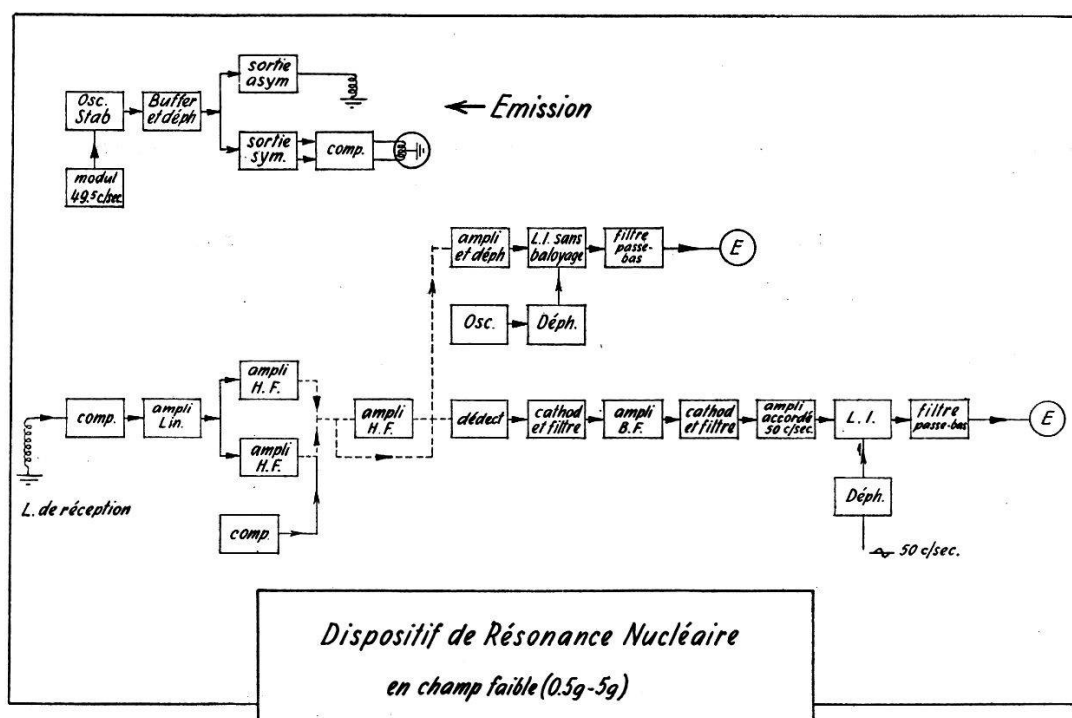 sortie
asym
Osc.
Stab
Buffer
et déph
← Emission
sortie
sym.
comp.
modul
49.5 c/sec.
ampli
et déph
L.I. sans
baloyage
filtre
passe-
bas
E
Osc.
Déph.
ampli
H.F.
comp.
ampli
Lin.
ampli
H.F.
dédect
cathod
et filtre
ampli
B.F.
cathod
et filtre
ampli
accordé
50 c/sec.
L.I.
filtre
passe-bas
E
ampli
H.F.
L. de réception
comp.
Déph.
50 c/sec.
Dispositif de Résonance Nucléaire
en champ faible (0.5g-5g)